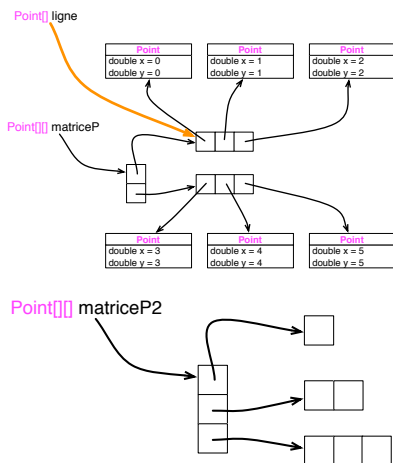 Point[] ligne
Point
double x = 0
double y = 0
Point
double x = 1
double y = 1
Point
double x = 2
double y = 2
Point[][] matriceP
Point
double x = 3
double y = 3
Point
double x = 4
double y = 4
Point
double x = 5
double y = 5
Point[][] matriceP2